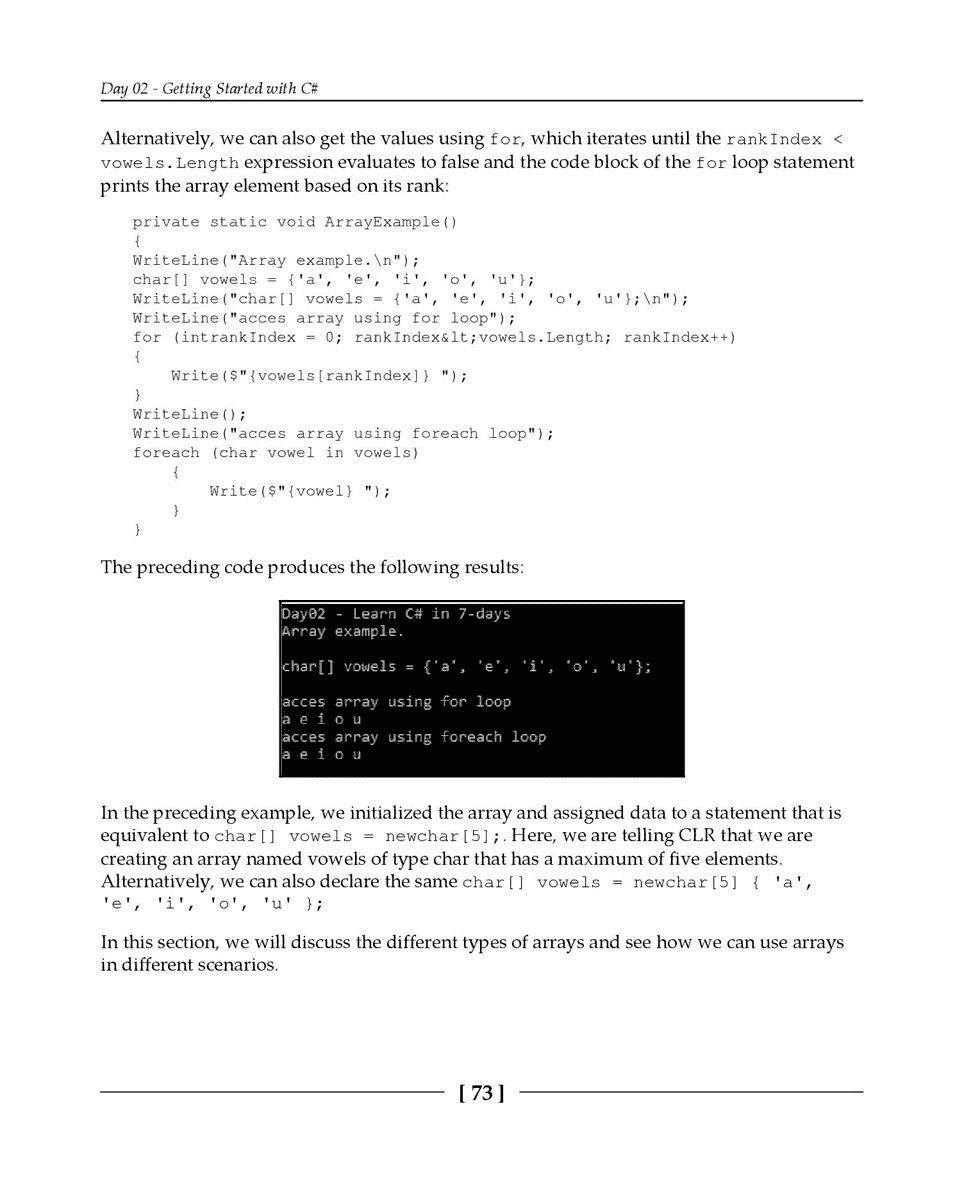 Day 02 - Getting Started with C#
Alternatively, we can also get the values using for, which iterates until the rankIndex <
vowels.Length expression evaluates to false and the code block of the for loop statement
prints the array element based on its rank:
private static void ArrayExample()
{
WriteLine("Array example.\n");
char[] vowels = {'a', 'e', 'i', 'o', 'u'};
WriteLine("char[] vowels = {'a', 'e', 'i', 'o', 'u'};\n");
WriteLine("acces array using for loop");
for (intrankIndex = 0; rankIndex&lt;vowels.Length; rankIndex++)
{
Write($"{vowels[rankIndex]} ");
}
WriteLine();
WriteLine("acces array using foreach loop");
foreach (char vowel in vowels)
{
Write($"{vowel} ");
}
}
The preceding code produces the following results:
Day02 - Learn C# in 7-days
Array example.
char[] vowels = {'a', 'e', 'i', 'o', 'u'};
acces array using for loop
a e i o u
acces array using foreach loop
a e i o u
In the preceding example, we initialized the array and assigned data to a statement that is
equivalent to char[] vowels = newchar[5];. Here, we are telling CLR that we are
creating an array named vowels of type char that has a maximum of five elements.
Alternatively, we can also declare the same char[] vowels = newchar[5] { 'a',
'e', 'i', 'o', 'u' };
In this section, we will discuss the different types of arrays and see how we can use arrays
in different scenarios.
[ 73 ]